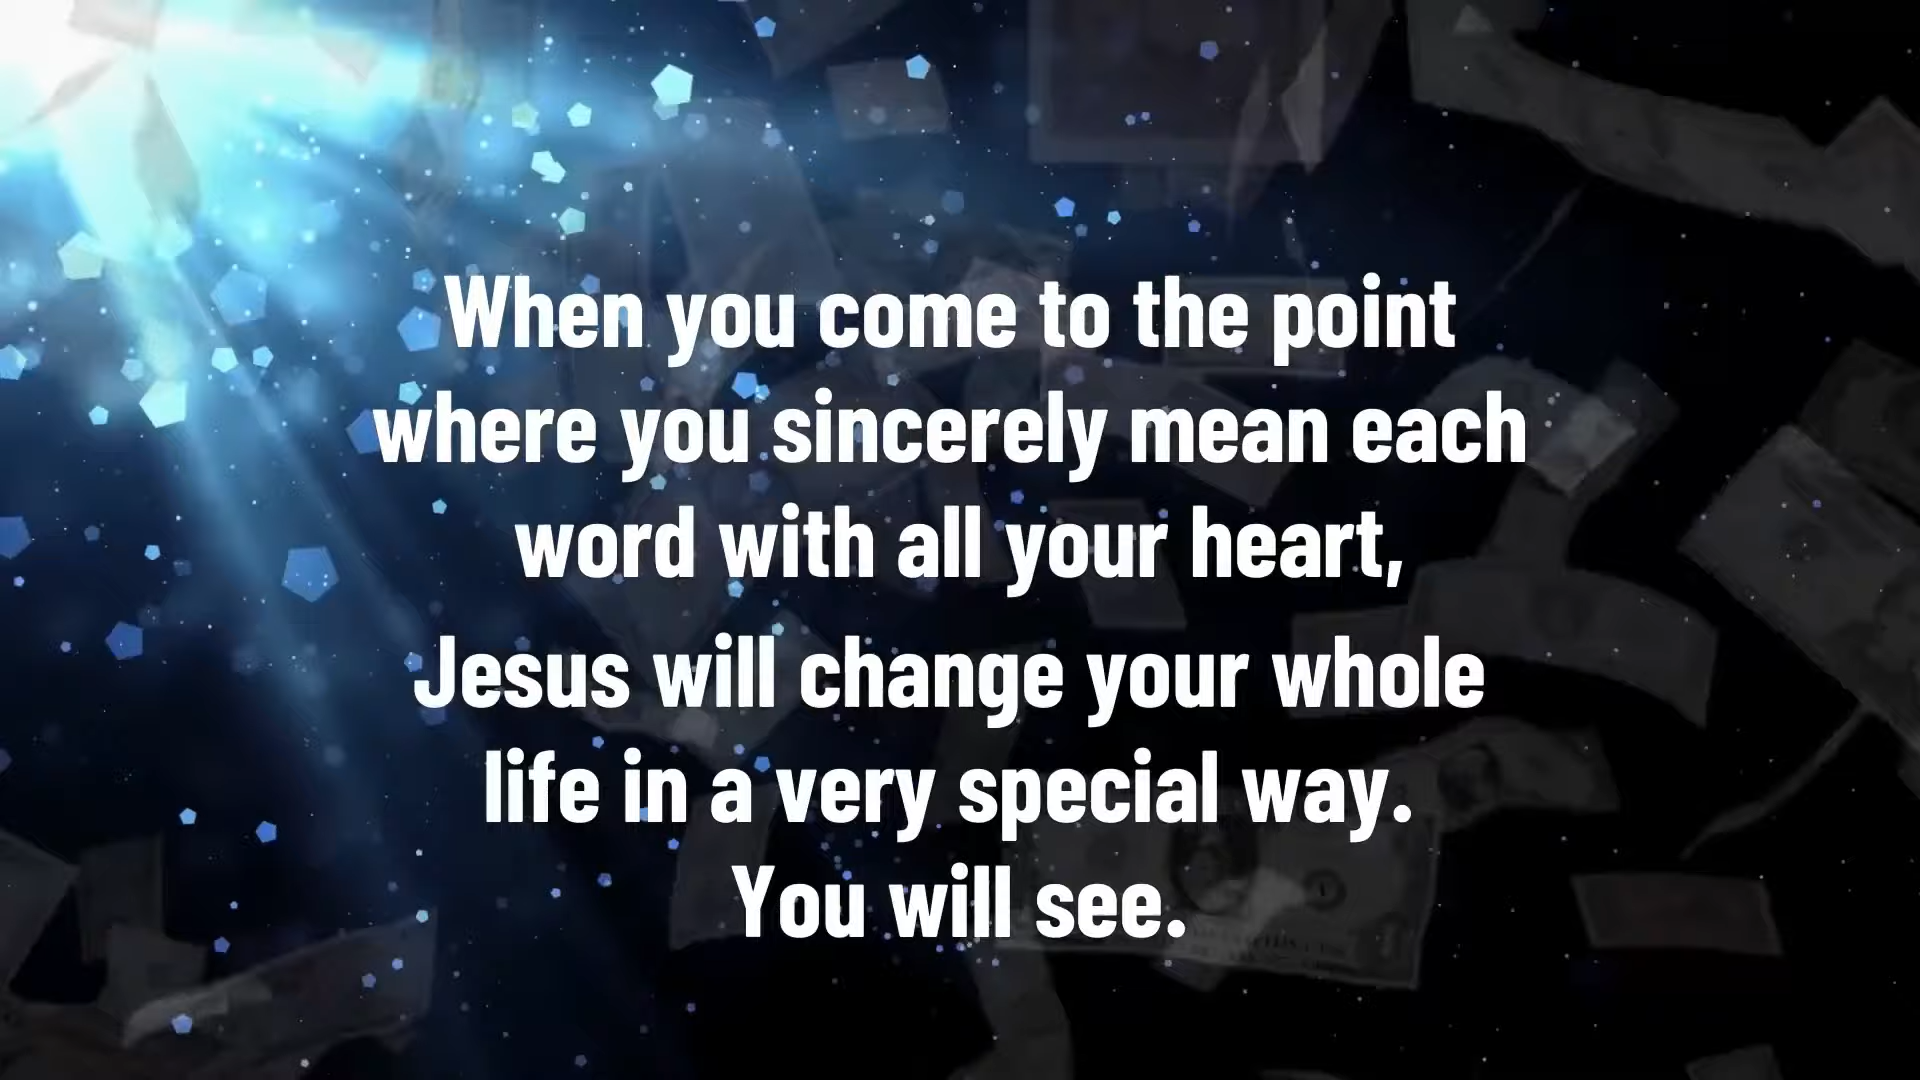 When you come to the point
where you sincerely mean each
word with all your heart,
Jesus will change your whole
life in a very special way.
You will see.